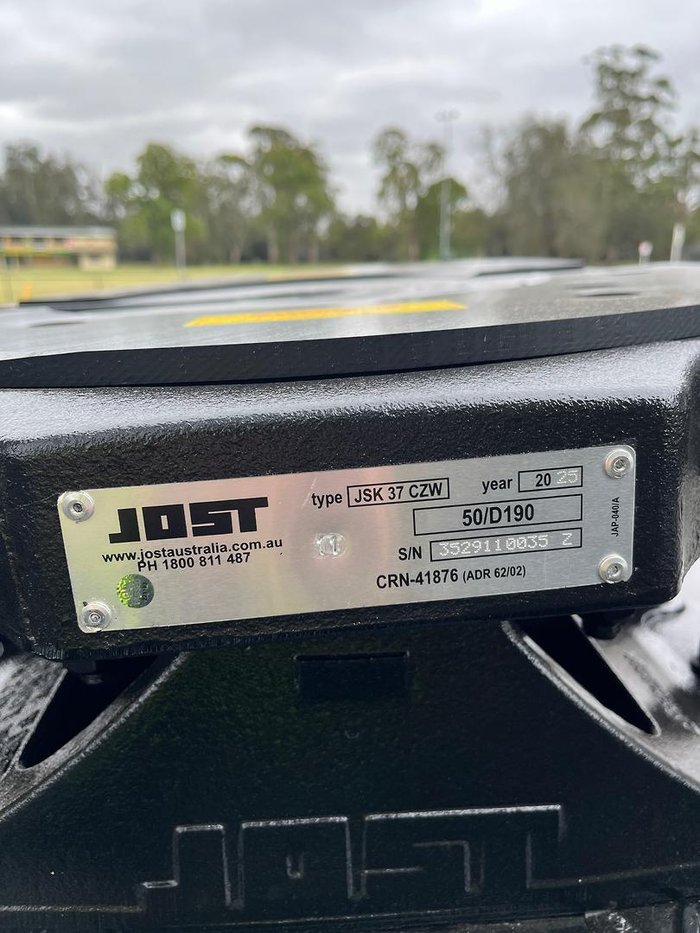 JOST
www.jostaustralia.com.au
PH 1800 811 487
type JSK 37 CZW year 20 25
50/D190
S/N 3529110035 Z
CRN-41876 (ADR 62/02)
JAP-040/A
JOST